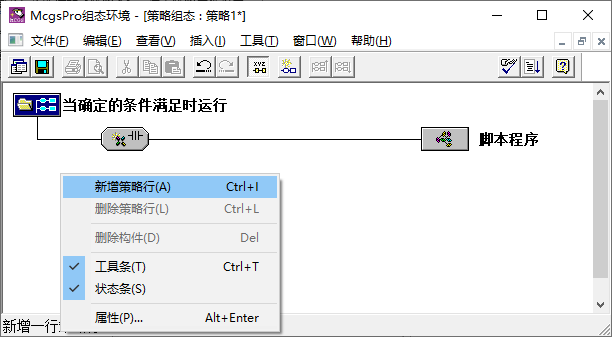 McgsPro组态环境 - [策略组态：策略1*]
文件(F) 编辑(E) 查看(V) 插入(I) 工具(T) 窗口(W) 帮助(H)
XYZ
当确定的条件满足时运行
脚本程序
新增策略行(A) Ctrl+I
删除策略行(L) Ctrl+L
删除构件(D) Del
工具条(T) Ctrl+T
状态条(S)
属性(P)... Alt+Enter
新增一行